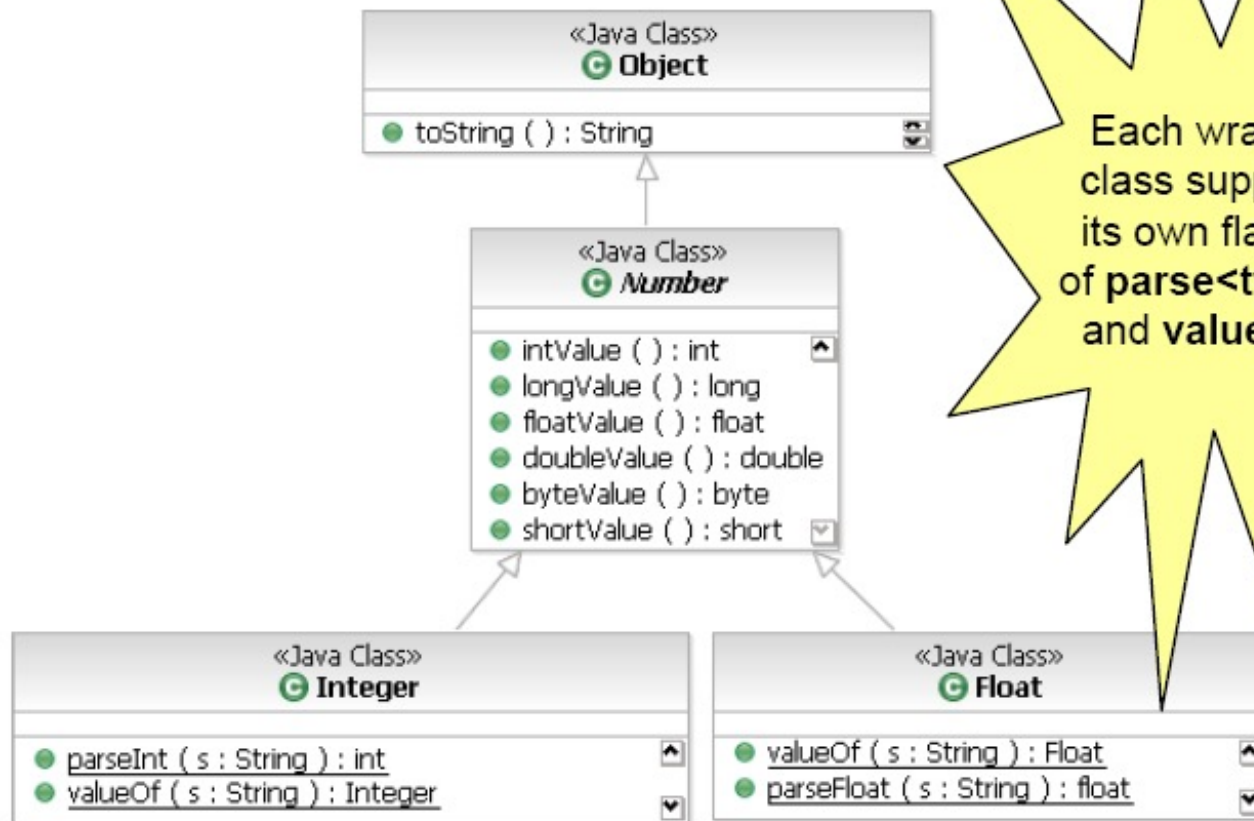 «Java Class»
Object
toString ( ) : String
Each
class
its own
of
and
«Java Class»
Number
intValue ( ) : int
longValue ( ) : long
floatValue ( ) : float
doubleValue ( ) : double
byteValue ( ) : byte
shortValue ( ) : short
«Java Class»
Integer
parseInt ( s : String ) : int
valueOf ( s : String ) : Integer
«Java Class»
Float
valueOf ( s : String ) : Float
parseFloat ( s : String ) : float